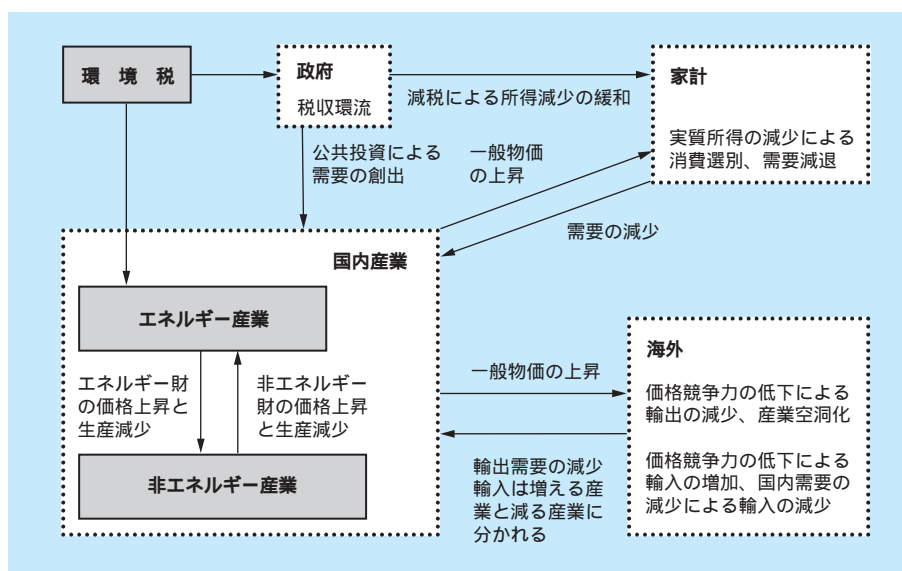 環 境 税
政府
税収環流
減税による所得減少の緩和
家計
実質所得の減少による
消費選別、需要減退
公共投資による
需要の創出
一般物価
の上昇
需要の減少
国内産業
エネルギー産業
エネルギー財
の価格上昇と
生産減少
非エネルギー
財の価格上昇
と生産減少
非エネルギー産業
一般物価の上昇
輸出需要の減少
輸入は増える産
業と減る産業に
分かれる
海外
価格競争力の低下による
輸出の減少、産業空洞化
価格競争力の低下による
輸入の増加、国内需要の
減少による輸入の減少